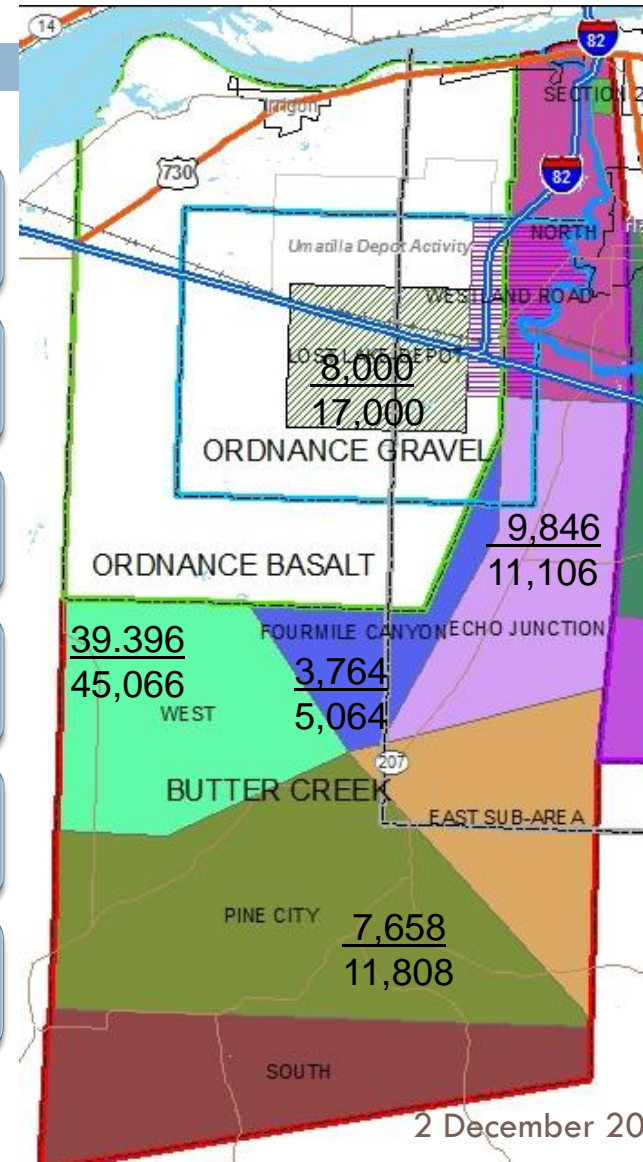 14
82
SECTION 2
Irrigon
730
82
NORTH
Umatilla Depot Activity
WESTLAND ROAD
LOST LAKE DEPOT
8,000
17,000
ORDNANCE GRAVEL
9,846
11,106
ORDNANCE BASALT
FOURMILE CANYON
ECHO JUNCTION
39.396
45,066
3,764
5,064
WEST
207
BUTTER CREEK
EAST SUB-AREA
PINE CITY
7,658
11,808
SOUTH
2 December 20